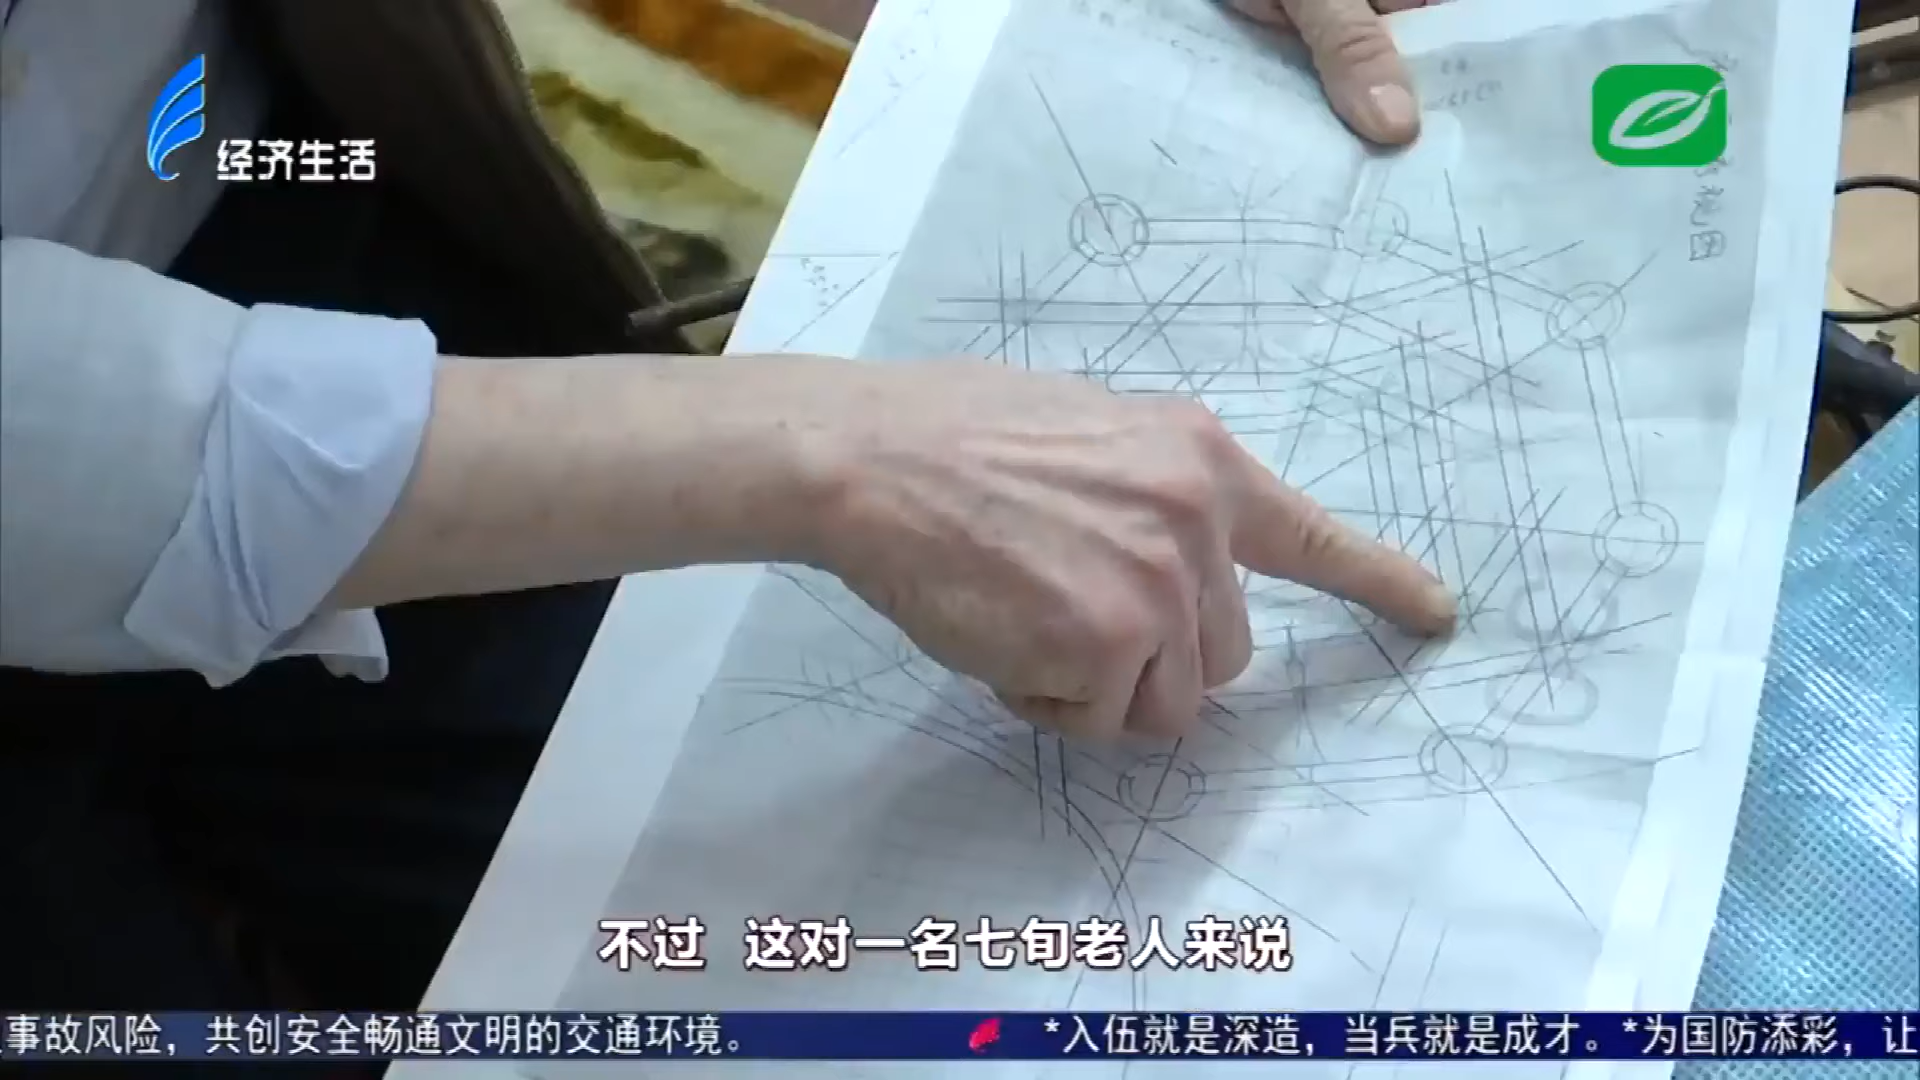 经济生活
不过 这对一名七旬老人来说
事故风险，共创安全畅通文明的交通环境。 *入伍就是深造，当兵就是成才。*为国防添彩，让